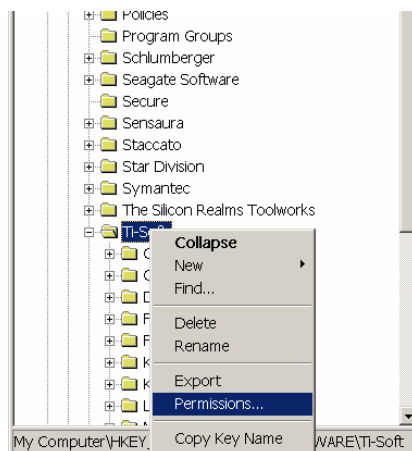 Policies
Program Groups
Schlumberger
Seagate Software
Secure
Sensaura
Staccato
Star Division
Symantec
The Silicon Realms Toolworks
Collapse
New
Find...
Delete
Rename
Export
Permissions...
Copy Key Name
My Computer\HKEY_ WARE\Ti-Soft